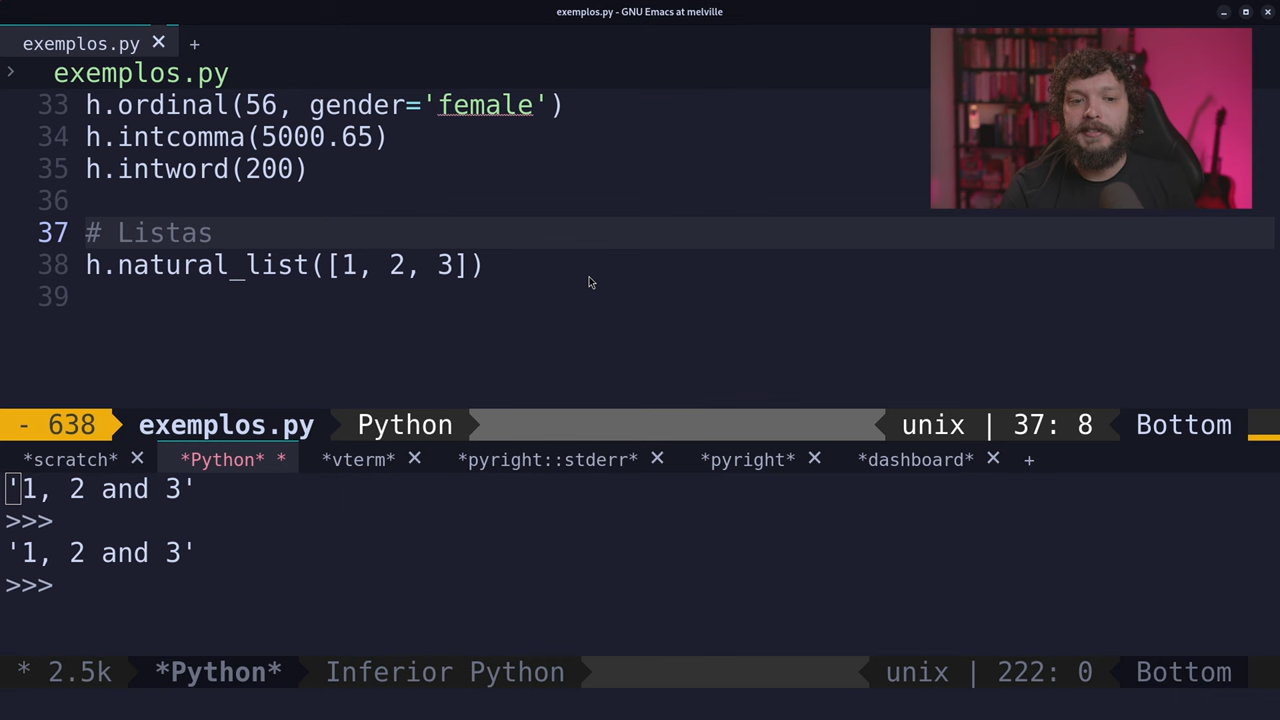 exemplos.py - GNU Emacs at melville
exemplos.py × +
> exemplos.py
33 h.ordinal(56, gender='female')
34 h.intcomma(5000.65)
35 h.intword(200)
36
37 # Listas
38 h.natural_list([1, 2, 3])
39
- 638 exemplos.py Python unix | 37: 8 Bottom
*scratch* × *Python* * *vterm* × *pyright::stderr* × *pyright* × *dashboard* × +
'1, 2 and 3'
>>>
'1, 2 and 3'
>>>
* 2.5k *Python* Inferior Python unix | 222: 0 Bottom